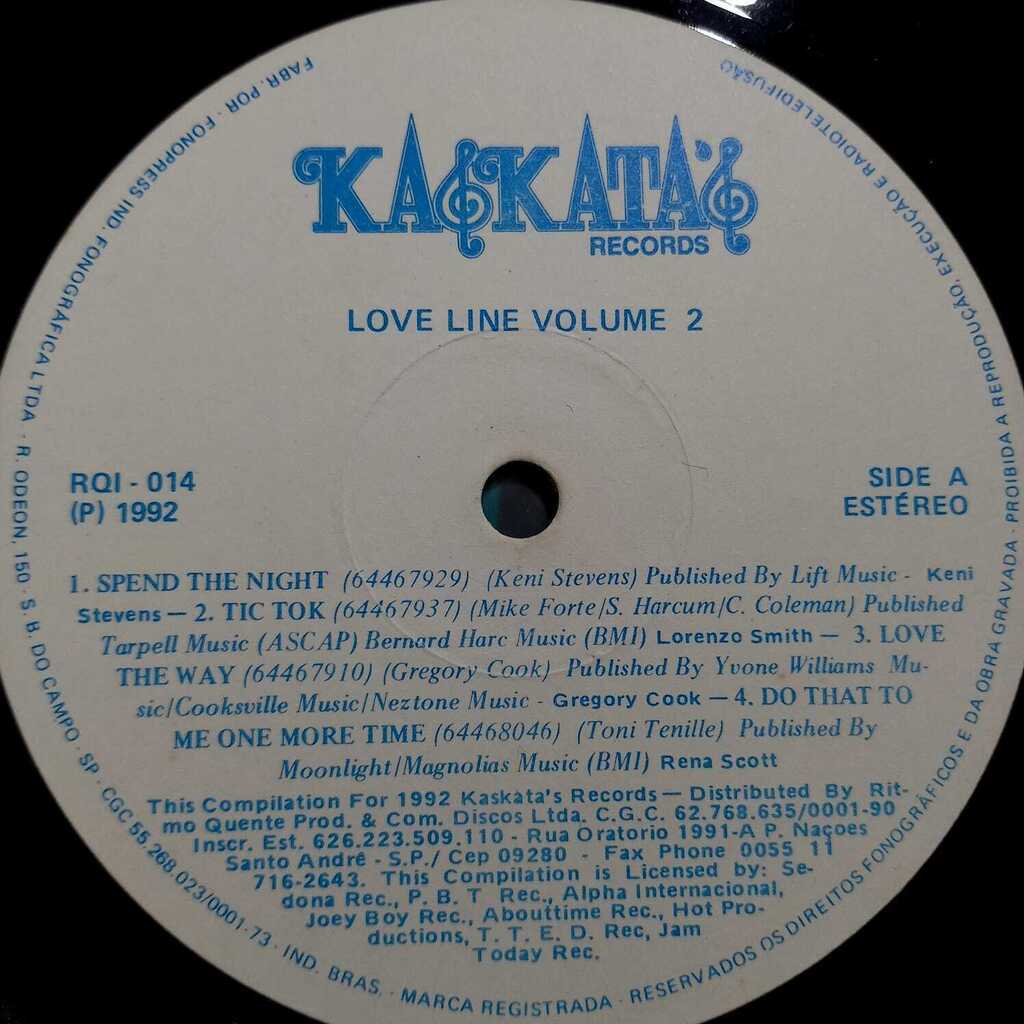 KASKATA'S
RECORDS
LOVE LINE VOLUME 2
RQI - 014
(P) 1992
SIDE A
ESTÉREO
1. SPEND THE NIGHT (64467929) (Keni Stevens) Published By Lift Music - Keni
Stevens — 2. TIC TOK (64467937) (Mike Forte/S. Harcum/C. Coleman) Published
Tarpell Music (ASCAP) Bernard Harc Music (BMI) Lorenzo Smith — 3. LOVE
THE WAY (64467910) (Gregory Cook) Published By Yvone Williams Mu-
sic/Cooksville Music/Neztone Music - Gregory Cook — 4. DO THAT TO
ME ONE MORE TIME (64468046) (Toni Tenille) Published By
Moonlight/Magnolias Music (BMI) Rena Scott
This Compilation For 1992 Kaskata's Records — Distributed By Rit-
mo Quente Prod. & Com. Discos Ltda. C.G.C. 62.768.635/0001-90
Inscr. Est. 626.223.509.110 - Rua Oratorio 1991-A P. Naçoes
Santo Andrê - S.P./ Cep 09280 - Fax Phone 0055 11
716-2643. This Compilation is Licensed by: Se-
dona Rec., P. B. T Rec., Alpha Internacional,
Joey Boy Rec., Abouttime Rec., Hot Pro-
ductions, T. T. E. D. Rec, Jam
Today Rec.
FABR. POR · FONOPRESS IND. FONOGRÁFICA LTDA · R. ODEON, 150 · S. B. DO CAMPO · SP · CGC 55.268.023/0001-73 · IND. BRAS. · MARCA REGISTRADA · RESERVADOS OS DIREITOS FONOGRÁFICOS E DA OBRA GRAVADA · PROIBIDA A REPRODUÇÃO, EXECUÇÃO E RADIOTELEDIFUSÃO